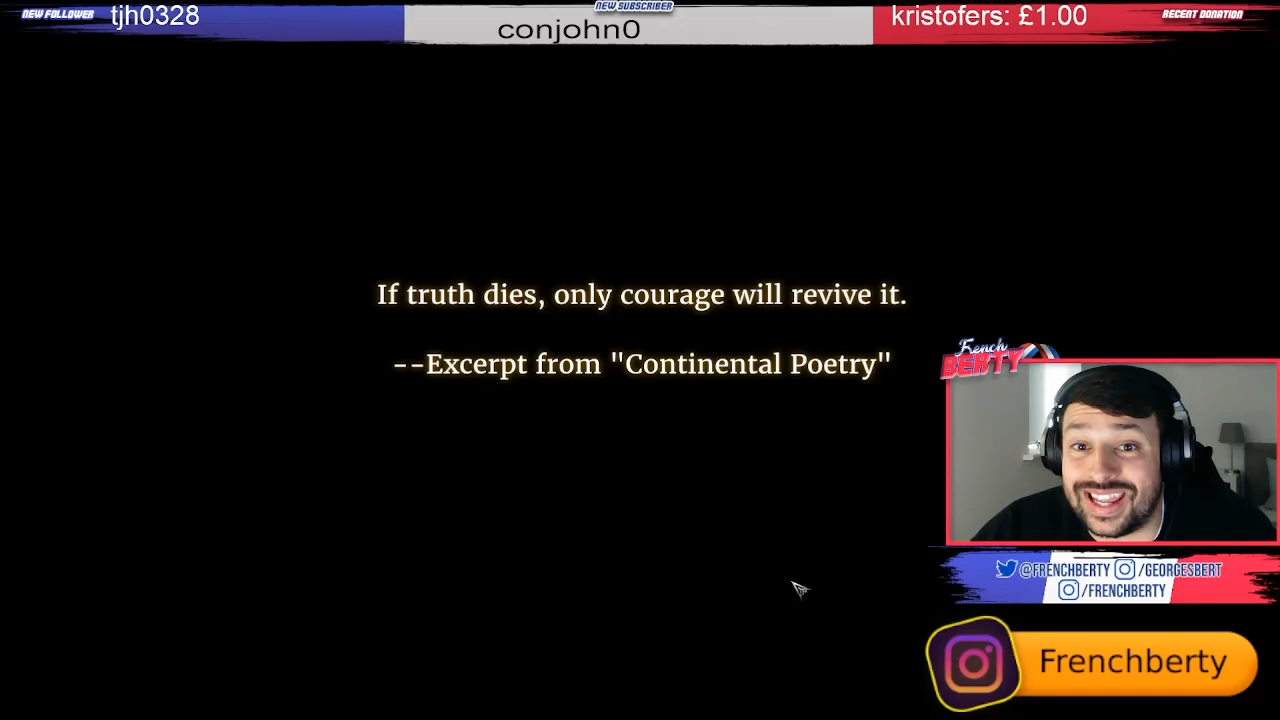 NEW FOLLOWER
tjh0328
NEW SUBSCRIBER
conjohn0
kristofers: £1.00
RECENT DONATION
If truth dies, only courage will revive it.
--Excerpt from "Continental Poetry"
French
BERTY
@FRENCHBERTY /GEORGESBERT
/FRENCHBERTY
Frenchberty